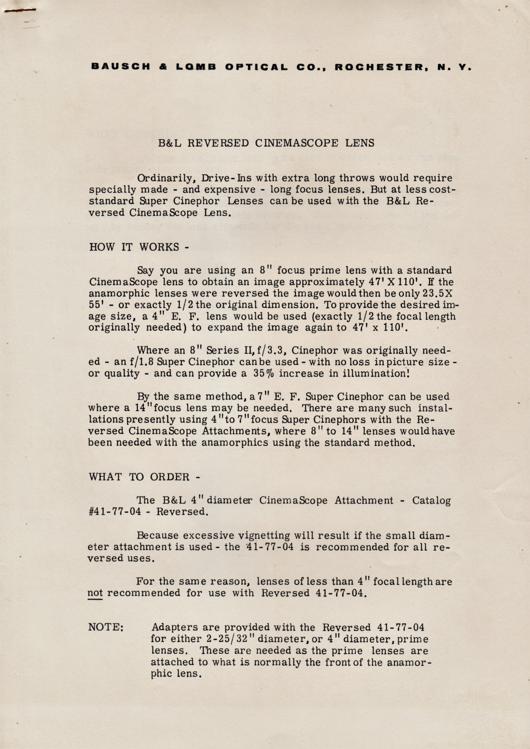 BAUSCH & LOMB OPTICAL CO., ROCHESTER, N. Y.
B&L REVERSED CINEMASCOPE LENS
Ordinarily, Drive-Ins with extra long throws would require
specially made - and expensive - long focus lenses. But at less cost-
standard Super Cinephor Lenses can be used with the B&L Re-
versed CinemaScope Lens.
HOW IT WORKS -
Say you are using an 8" focus prime lens with a standard
CinemaScope lens to obtain an image approximately 47' X 110'. If the
anamorphic lenses were reversed the image would then be only 23.5X
55' - or exactly 1/2 the original dimension. To provide the desired im-
age size, a 4" E. F. lens would be used (exactly 1/2 the focal length
originally needed) to expand the image again to 47' x 110'.
Where an 8" Series II, f/3.3, Cinephor was originally need-
ed - an f/1.8 Super Cinephor can be used - with no loss in picture size -
or quality - and can provide a 35% increase in illumination!
By the same method, a 7" E. F. Super Cinephor can be used
where a 14" focus lens may be needed. There are many such instal-
lations presently using 4" to 7" focus Super Cinephors with the Re-
versed CinemaScope Attachments, where 8" to 14" lenses would have
been needed with the anamorphics using the standard method.
WHAT TO ORDER -
The B&L 4" diameter CinemaScope Attachment - Catalog
#41-77-04 - Reversed.
Because excessive vignetting will result if the small diam-
eter attachment is used - the 41-77-04 is recommended for all re-
versed uses.
For the same reason, lenses of less than 4" focal length are
not recommended for use with Reversed 41-77-04.
NOTE: Adapters are provided with the Reversed 41-77-04
for either 2-25/32" diameter, or 4" diameter, prime
lenses. These are needed as the prime lenses are
attached to what is normally the front of the anamor-
phic lens.